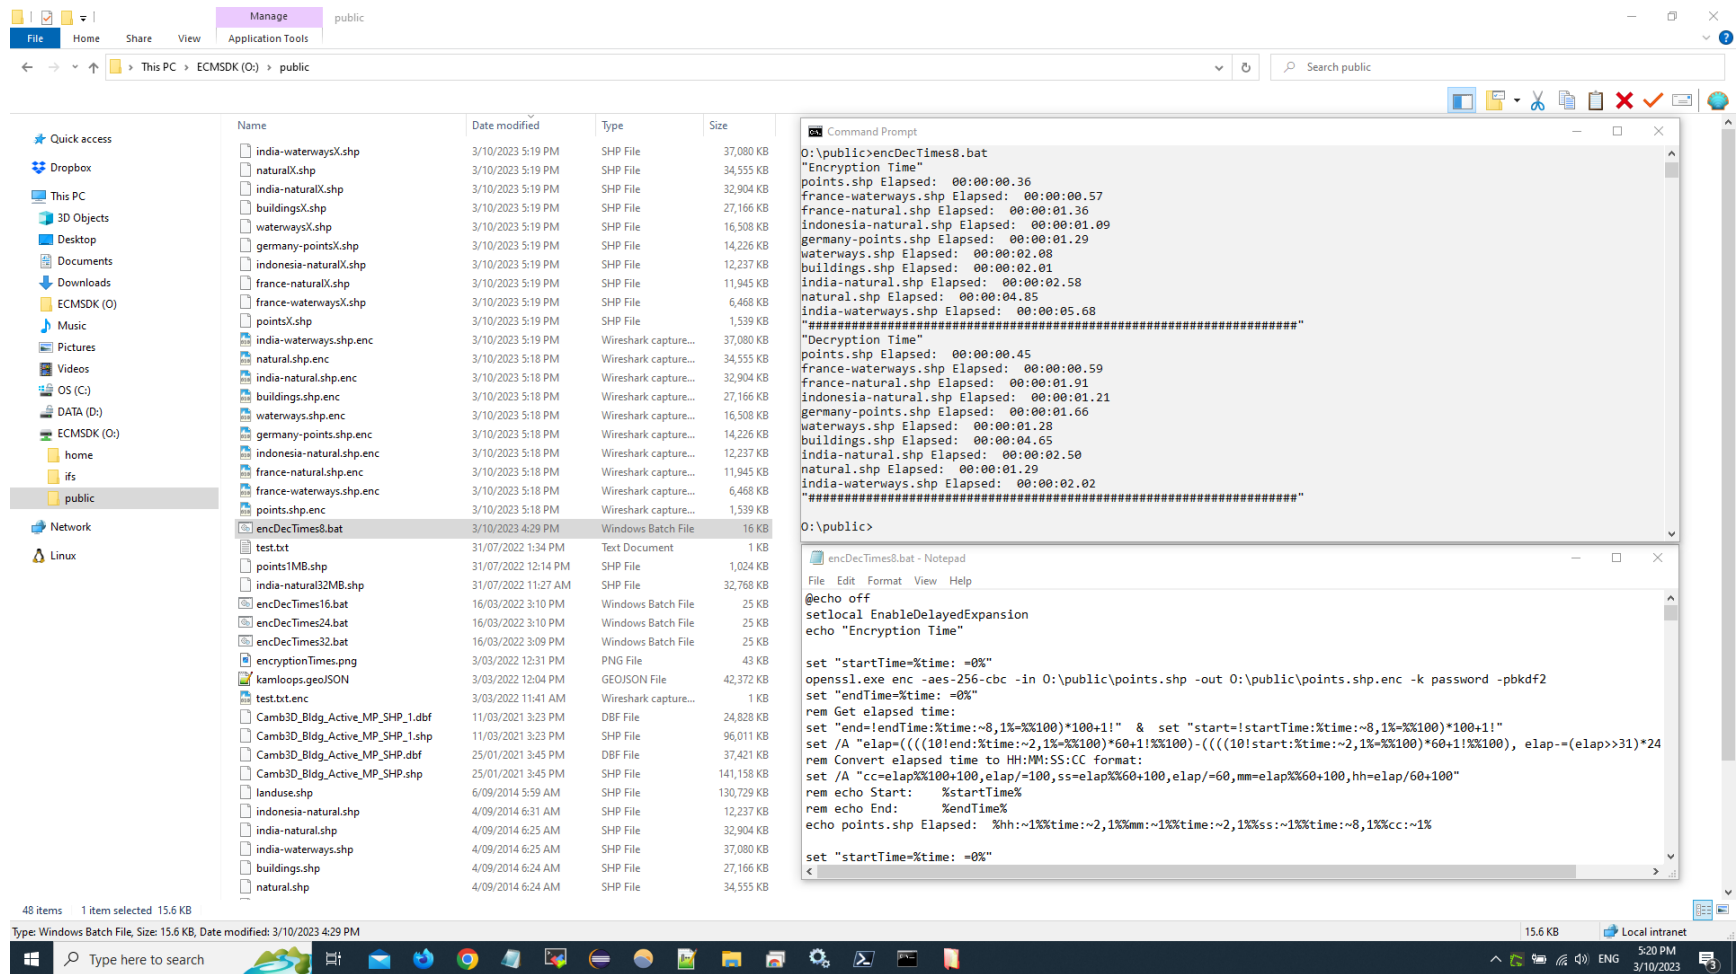 Manage
public
File
Home
Share
View
Application Tools
This PC > ECMSDK (O:) > public
Search public
Quick access
Dropbox
This PC
3D Objects
Desktop
Documents
Downloads
ECMSDK (O)
Music
Pictures
Videos
OS (C:)
DATA (D:)
ECMSDK (O:)
home
ifs
public
Network
Linux
Name Date modified Type Size
india-waterwaysX.shp 3/10/2023 5:19 PM SHP File 37,080 KB
naturalX.shp 3/10/2023 5:19 PM SHP File 34,555 KB
india-naturalX.shp 3/10/2023 5:19 PM SHP File 32,904 KB
buildingsX.shp 3/10/2023 5:19 PM SHP File 27,166 KB
waterwaysX.shp 3/10/2023 5:19 PM SHP File 16,508 KB
germany-pointsX.shp 3/10/2023 5:19 PM SHP File 14,226 KB
indonesia-naturalX.shp 3/10/2023 5:19 PM SHP File 12,237 KB
france-naturalX.shp 3/10/2023 5:19 PM SHP File 11,945 KB
france-waterwaysX.shp 3/10/2023 5:19 PM SHP File 6,468 KB
pointsX.shp 3/10/2023 5:19 PM SHP File 1,539 KB
india-waterways.shp.enc 3/10/2023 5:19 PM Wireshark capture... 37,080 KB
natural.shp.enc 3/10/2023 5:18 PM Wireshark capture... 34,555 KB
india-natural.shp.enc 3/10/2023 5:18 PM Wireshark capture... 32,904 KB
buildings.shp.enc 3/10/2023 5:18 PM Wireshark capture... 27,166 KB
waterways.shp.enc 3/10/2023 5:18 PM Wireshark capture... 16,508 KB
germany-points.shp.enc 3/10/2023 5:18 PM Wireshark capture... 14,226 KB
indonesia-natural.shp.enc 3/10/2023 5:18 PM Wireshark capture... 12,237 KB
france-natural.shp.enc 3/10/2023 5:18 PM Wireshark capture... 11,945 KB
france-waterways.shp.enc 3/10/2023 5:18 PM Wireshark capture... 6,468 KB
points.shp.enc 3/10/2023 5:18 PM Wireshark capture... 1,539 KB
encDecTimes8.bat 3/10/2023 4:29 PM Windows Batch File 16 KB
test.txt 31/07/2022 1:34 PM Text Document 1 KB
points1MB.shp 31/07/2022 12:14 PM SHP File 1,024 KB
india-natural32MB.shp 31/07/2022 11:27 AM SHP File 32,768 KB
encDecTimes16.bat 16/03/2022 3:10 PM Windows Batch File 25 KB
encDecTimes24.bat 16/03/2022 3:10 PM Windows Batch File 25 KB
encDecTimes32.bat 16/03/2022 3:09 PM Windows Batch File 25 KB
encryptionTimes.png 3/03/2022 12:31 PM PNG File 43 KB
kamloops.geoJSON 3/03/2022 12:04 PM GEOJSON File 42,372 KB
test.txt.enc 3/03/2022 11:41 AM Wireshark capture... 1 KB
Camb3D_Bldg_Active_MP_SHP_1.dbf 11/03/2021 3:23 PM DBF File 24,828 KB
Camb3D_Bldg_Active_MP_SHP_1.shp 11/03/2021 3:23 PM SHP File 96,011 KB
Camb3D_Bldg_Active_MP_SHP.dbf 25/01/2021 3:45 PM DBF File 37,421 KB
Camb3D_Bldg_Active_MP_SHP.shp 25/01/2021 3:45 PM SHP File 141,158 KB
landuse.shp 6/09/2014 5:59 AM SHP File 130,729 KB
indonesia-natural.shp 4/09/2014 6:31 AM SHP File 12,237 KB
india-natural.shp 4/09/2014 6:25 AM SHP File 32,904 KB
india-waterways.shp 4/09/2014 6:25 AM SHP File 37,080 KB
buildings.shp 4/09/2014 6:24 AM SHP File 27,166 KB
natural.shp 4/09/2014 6:24 AM SHP File 34,555 KB
Command Prompt
O:\public>encDecTimes8.bat
"Encryption Time"
points.shp Elapsed:  00:00:00.36
france-waterways.shp Elapsed:  00:00:00.57
france-natural.shp Elapsed:  00:00:01.36
indonesia-natural.shp Elapsed:  00:00:01.09
germany-points.shp Elapsed:  00:00:01.29
waterways.shp Elapsed:  00:00:02.08
buildings.shp Elapsed:  00:00:02.01
india-natural.shp Elapsed:  00:00:02.58
natural.shp Elapsed:  00:00:04.85
india-waterways.shp Elapsed:  00:00:05.68
"####################################################################"
"Decryption Time"
points.shp Elapsed:  00:00:00.45
france-waterways.shp Elapsed:  00:00:00.59
france-natural.shp Elapsed:  00:00:01.91
indonesia-natural.shp Elapsed:  00:00:01.21
germany-points.shp Elapsed:  00:00:01.66
waterways.shp Elapsed:  00:00:01.28
buildings.shp Elapsed:  00:00:04.65
india-natural.shp Elapsed:  00:00:02.50
natural.shp Elapsed:  00:00:01.29
india-waterways.shp Elapsed:  00:00:02.02
"####################################################################"
O:\public>
encDecTimes8.bat - Notepad
File Edit Format View Help
@echo off
setlocal EnableDelayedExpansion
echo "Encryption Time"
set "startTime=%time: =0%"
openssl.exe enc -aes-256-cbc -in O:\public\points.shp -out O:\public\points.shp.enc -k password -pbkdf2
set "endTime=%time: =0%"
rem Get elapsed time:
set "end=!endTime:%time:~8,1%=%%100)*100+1!"  &  set "start=!startTime:%time:~8,1%=%%100)*100+1!"
set /A "elap=((((10!end:%time:~2,1%=%%100)*60+1!%%100)-((((10!start:%time:~2,1%=%%100)*60+1!%%100), elap-=(elap>>31)*24
rem Convert elapsed time to HH:MM:SS:CC format:
set /A "cc=elap%%100+100,elap/=100,ss=elap%%60+100,elap/=60,mm=elap%%60+100,hh=elap/60+100"
rem echo Start:    %startTime%
rem echo End:      %endTime%
echo points.shp Elapsed:  %hh:~1%%time:~2,1%%mm:~1%%time:~2,1%%ss:~1%%time:~8,1%%cc:~1%
set "startTime=%time: =0%"
48 items 1 item selected 15.6 KB
Type: Windows Batch File, Size: 15.6 KB, Date modified: 3/10/2023 4:29 PM
15.6 KB
Local intranet
Type here to search
ENG
5:20 PM
3/10/2023
3